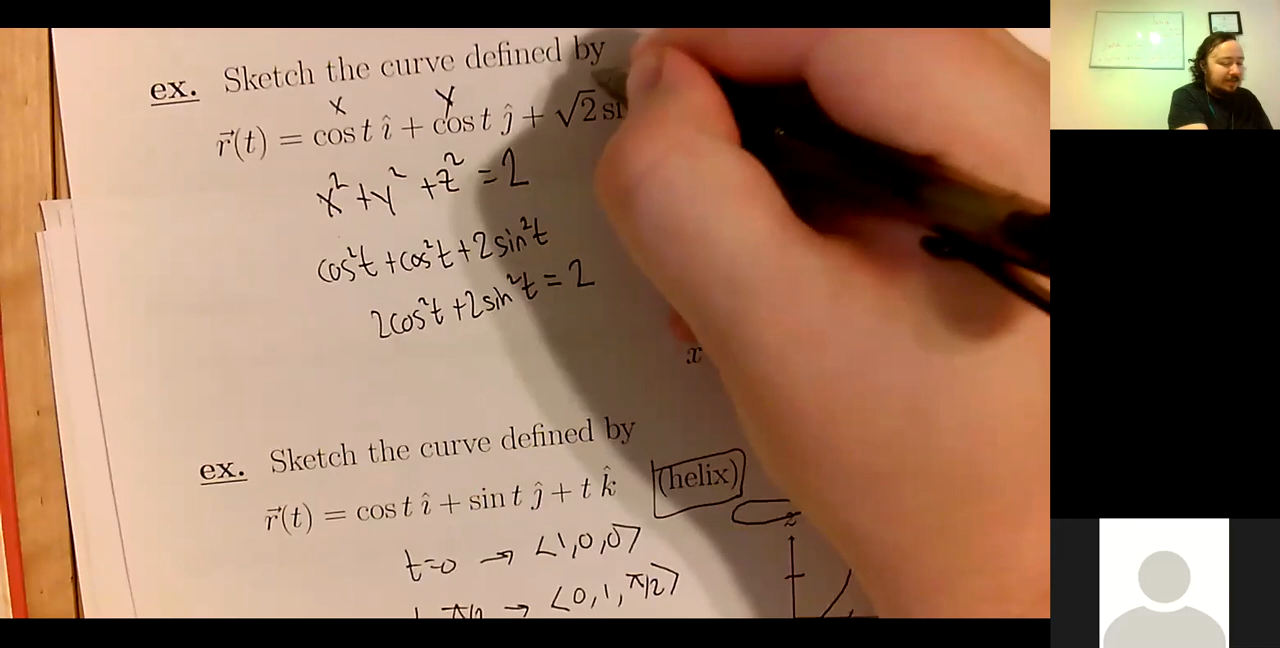 ex. Sketch the curve defined by
x y
r⃗(t) = cos t î + cos t ĵ + √2 si
x² + y² + z² = 2
cos²t + cos²t + 2sin²t
2cos²t + 2sin²t = 2
x
ex. Sketch the curve defined by
r⃗(t) = cos t î + sin t ĵ + t k̂ (helix)
z
t=0 → ⟨1,0,0⟩
π/2 → ⟨0,1,π/2⟩